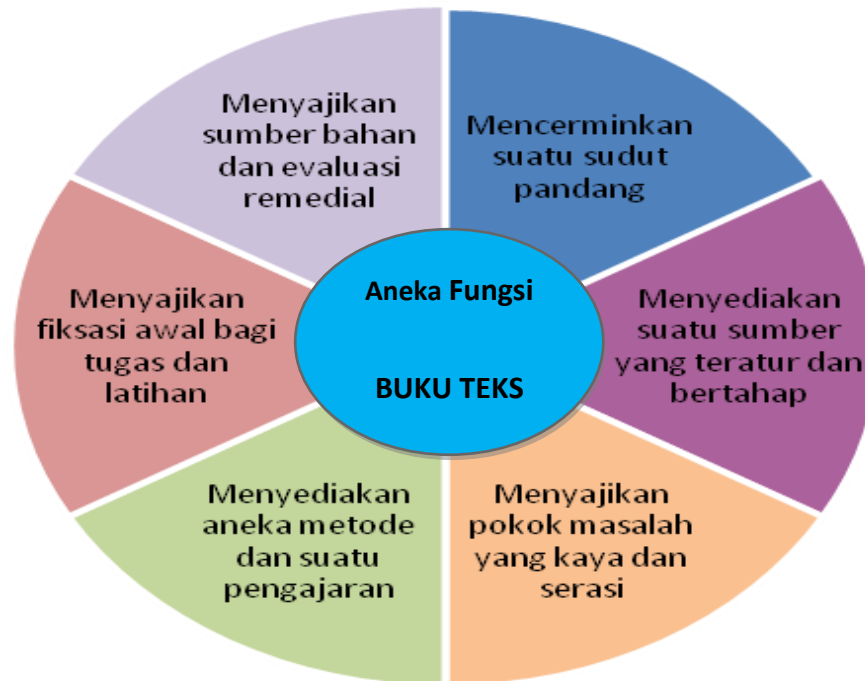 Aneka Fungsi
BUKU TEKS
Mencerminkan
suatu sudut
pandang
Menyediakan
suatu sumber
yang teratur dan
bertahap
Menyajikan
pokok masalah
yang kaya dan
serasi
Menyediakan
aneka metode
dan suatu
pengajaran
Menyajikan
fiksasi awal bagi
tugas dan
latihan
Menyajikan
sumber bahan
dan evaluasi
remedial